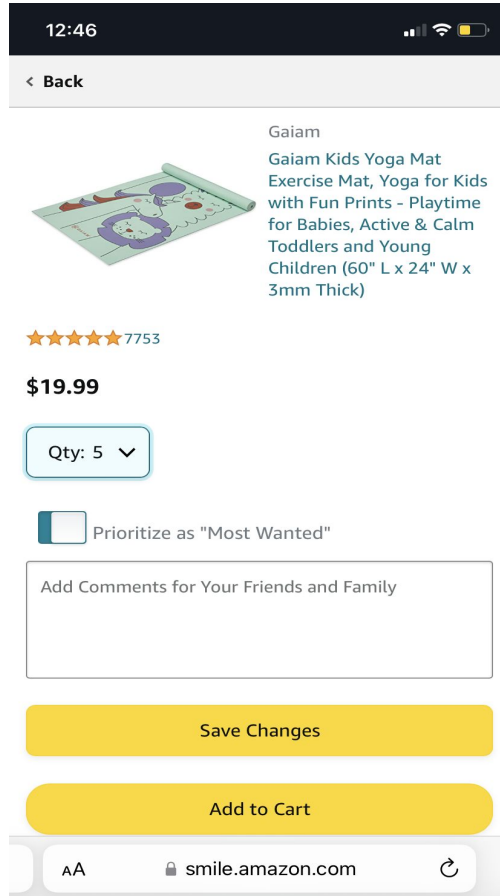 12:46
Back
Gaiam
Gaiam Kids Yoga Mat
Exercise Mat, Yoga for Kids
with Fun Prints - Playtime
for Babies, Active & Calm
Toddlers and Young
Children (60" L x 24" W x
3mm Thick)
7753
$19.99
Qty: 5
Prioritize as "Most Wanted"
Add Comments for Your Friends and Family
Save Changes
Add to Cart
AA
smile.amazon.com